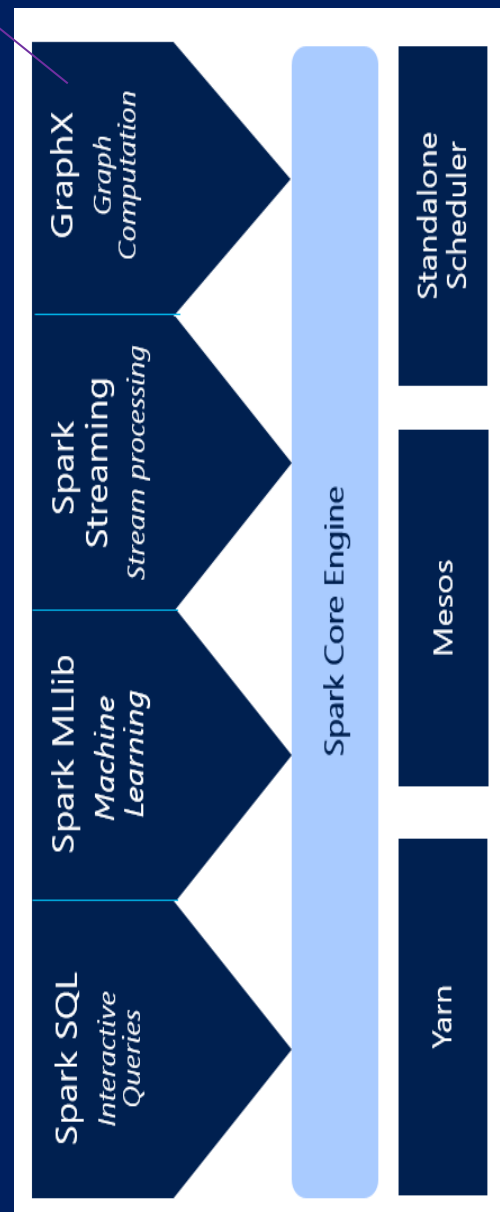 Spark SQL
Interactive
Queries
Spark MLlib
Machine
Learning
Spark
Streaming
Stream processing
GraphX
Graph
Computation
Spark Core Engine
Yarn
Mesos
Standalone
Scheduler